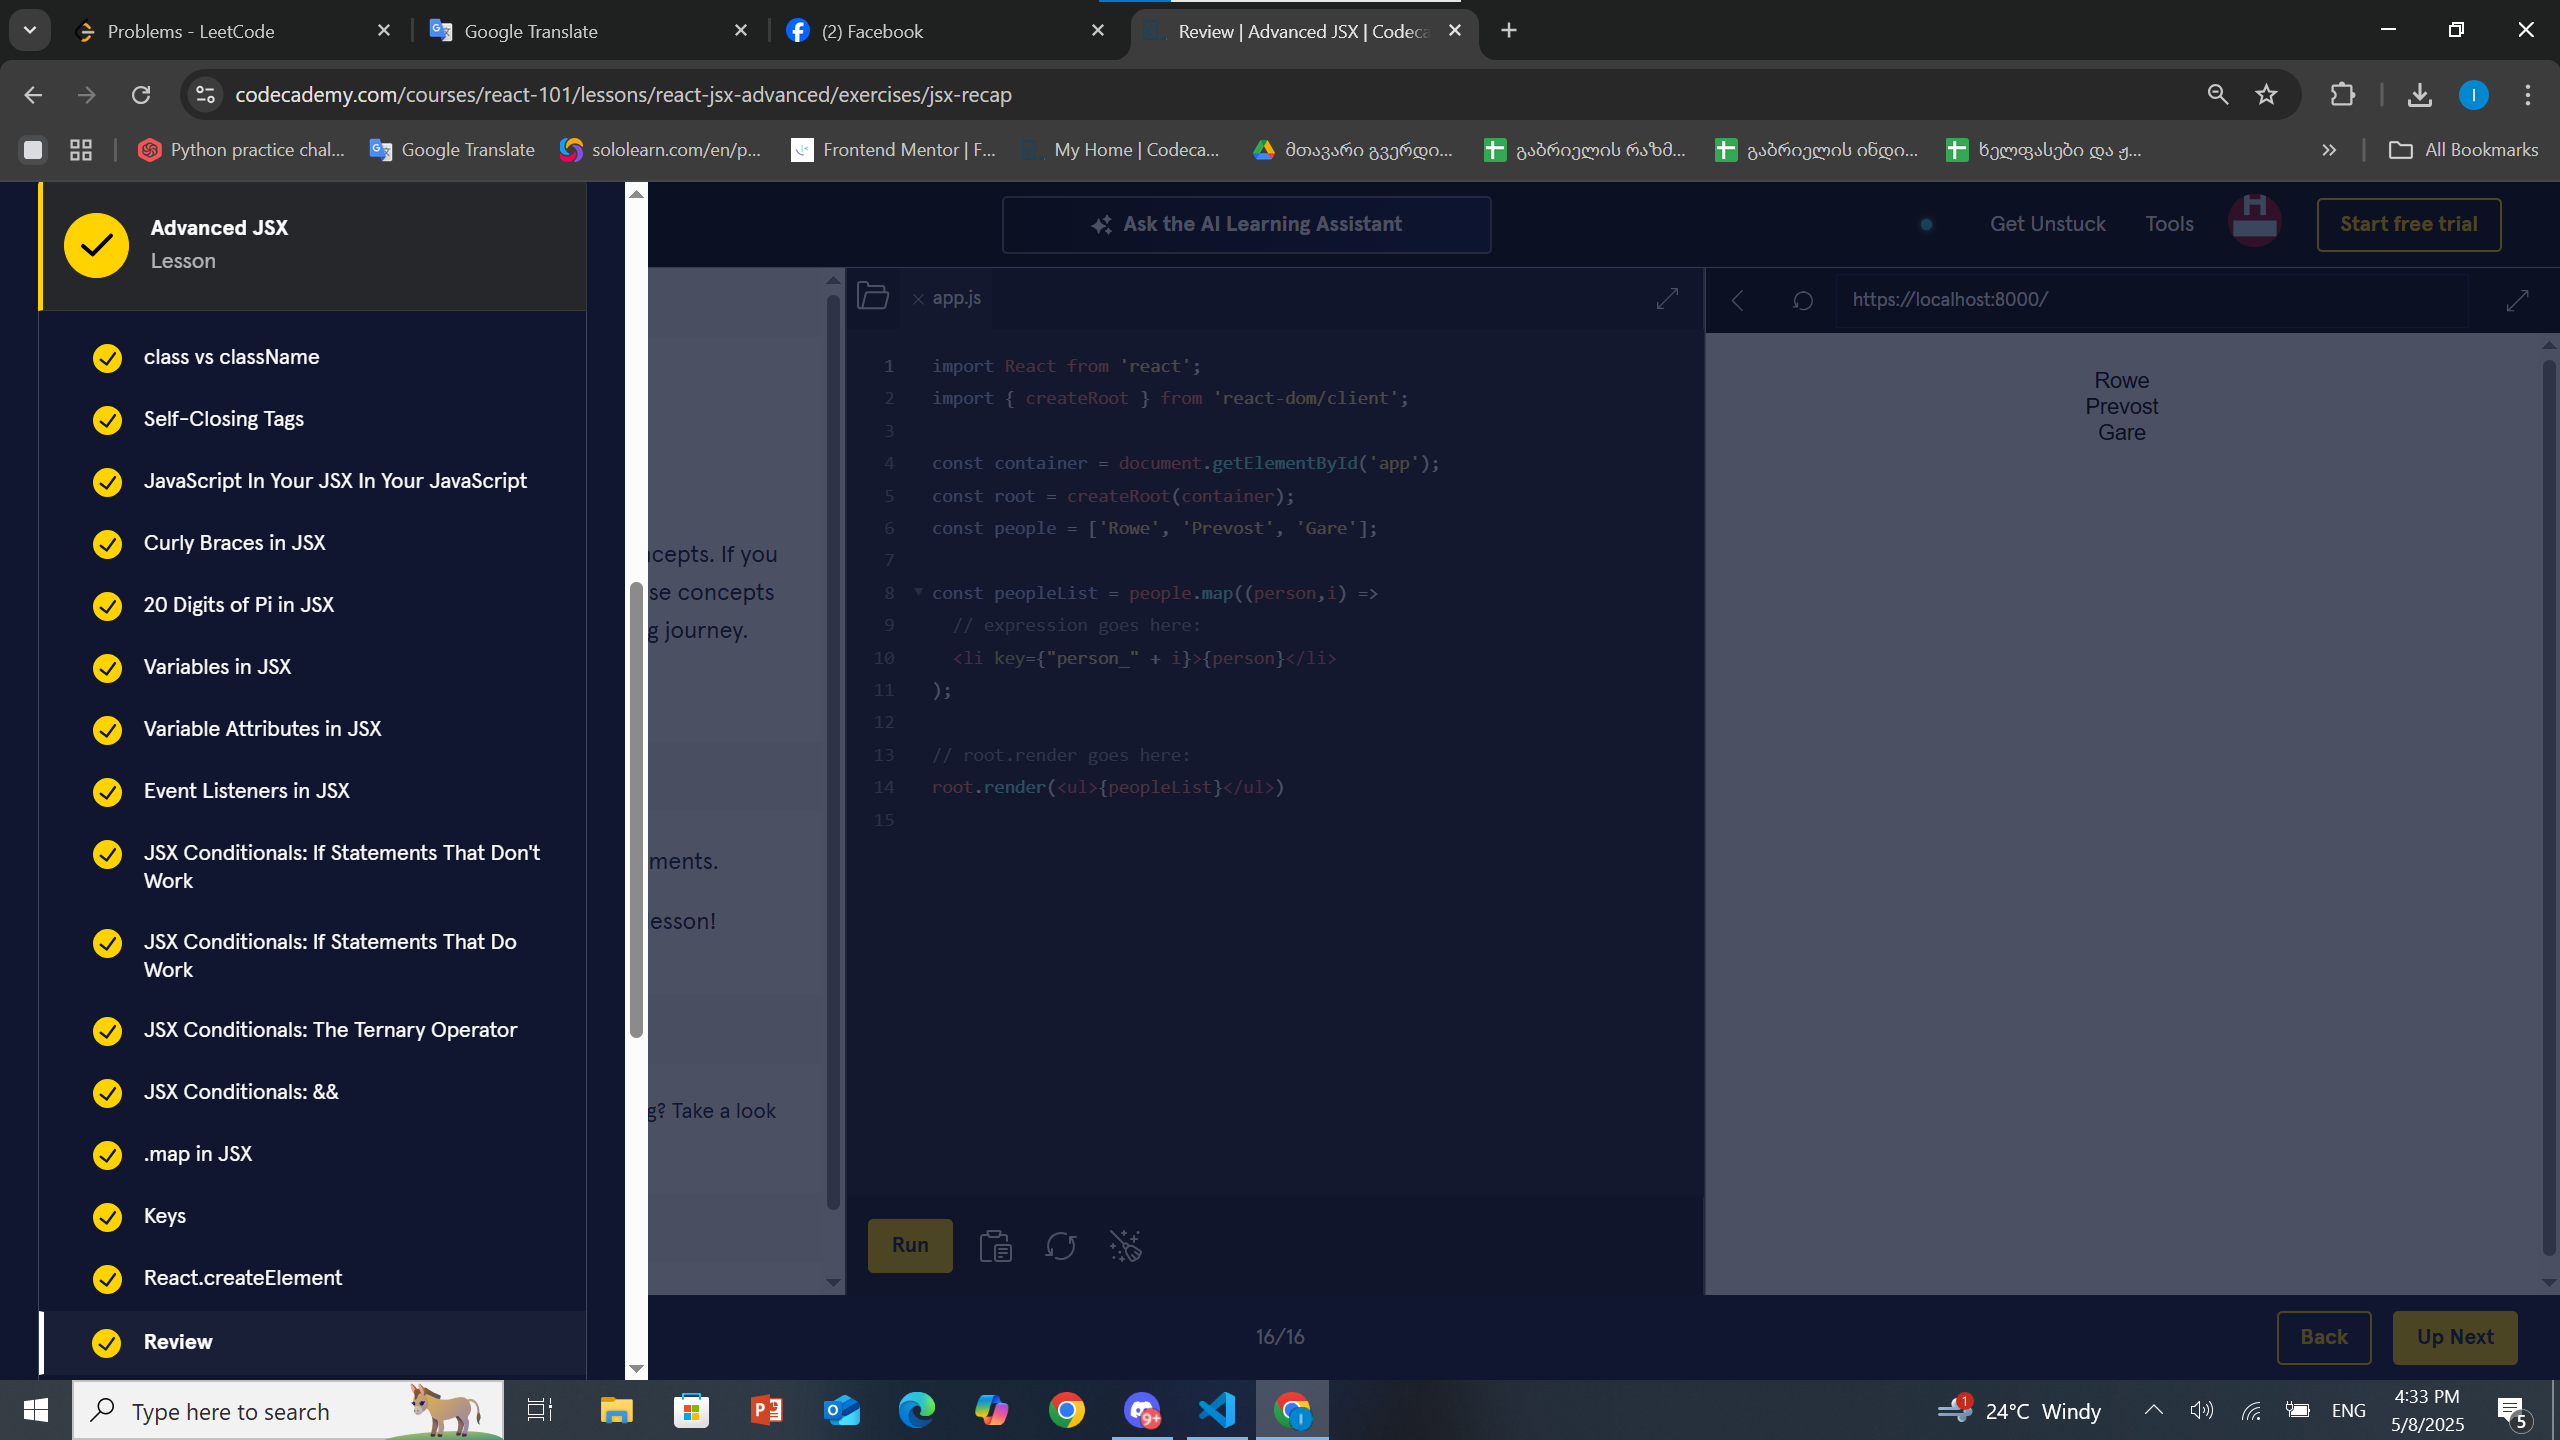 Problems - LeetCode
Google Translate
(2) Facebook
Review | Advanced JSX | Codeca
codecademy.com/courses/react-101/lessons/react-jsx-advanced/exercises/jsx-recap
I
Python practice chal...
Google Translate
sololearn.com/en/p...
Frontend Mentor | F...
My Home | Codeca...
მთავარი გვერდი...
გაბრიელის რაზმ...
გაბრიელის ინდი...
ხელფასები და ჟ...
All Bookmarks
Advanced JSX
Lesson
class vs className
Self-Closing Tags
JavaScript In Your JSX In Your JavaScript
Curly Braces in JSX
20 Digits of Pi in JSX
Variables in JSX
Variable Attributes in JSX
Event Listeners in JSX
JSX Conditionals: If Statements That Don't
Work
JSX Conditionals: If Statements That Do
Work
JSX Conditionals: The Ternary Operator
JSX Conditionals: &&
.map in JSX
Keys
React.createElement
Review
Ask the AI Learning Assistant
Get Unstuck
Tools
Start free trial
cepts. If you
se concepts
g journey.
ments.
esson!
g? Take a look
app.js
1 import React from 'react';
2 import { createRoot } from 'react-dom/client';
3
4 const container = document.getElementById('app');
5 const root = createRoot(container);
6 const people = ['Rowe', 'Prevost', 'Gare'];
7
8 const peopleList = people.map((person,i) =>
9 // expression goes here:
10 <li key={"person_" + i}>{person}</li>
11 );
12
13 // root.render goes here:
14 root.render(<ul>{peopleList}</ul>)
15
Run
https://localhost:8000/
Rowe
Prevost
Gare
16/16
Back
Up Next
Type here to search
9+
I
1
24°C Windy
ENG
4:33 PM
5/8/2025
5